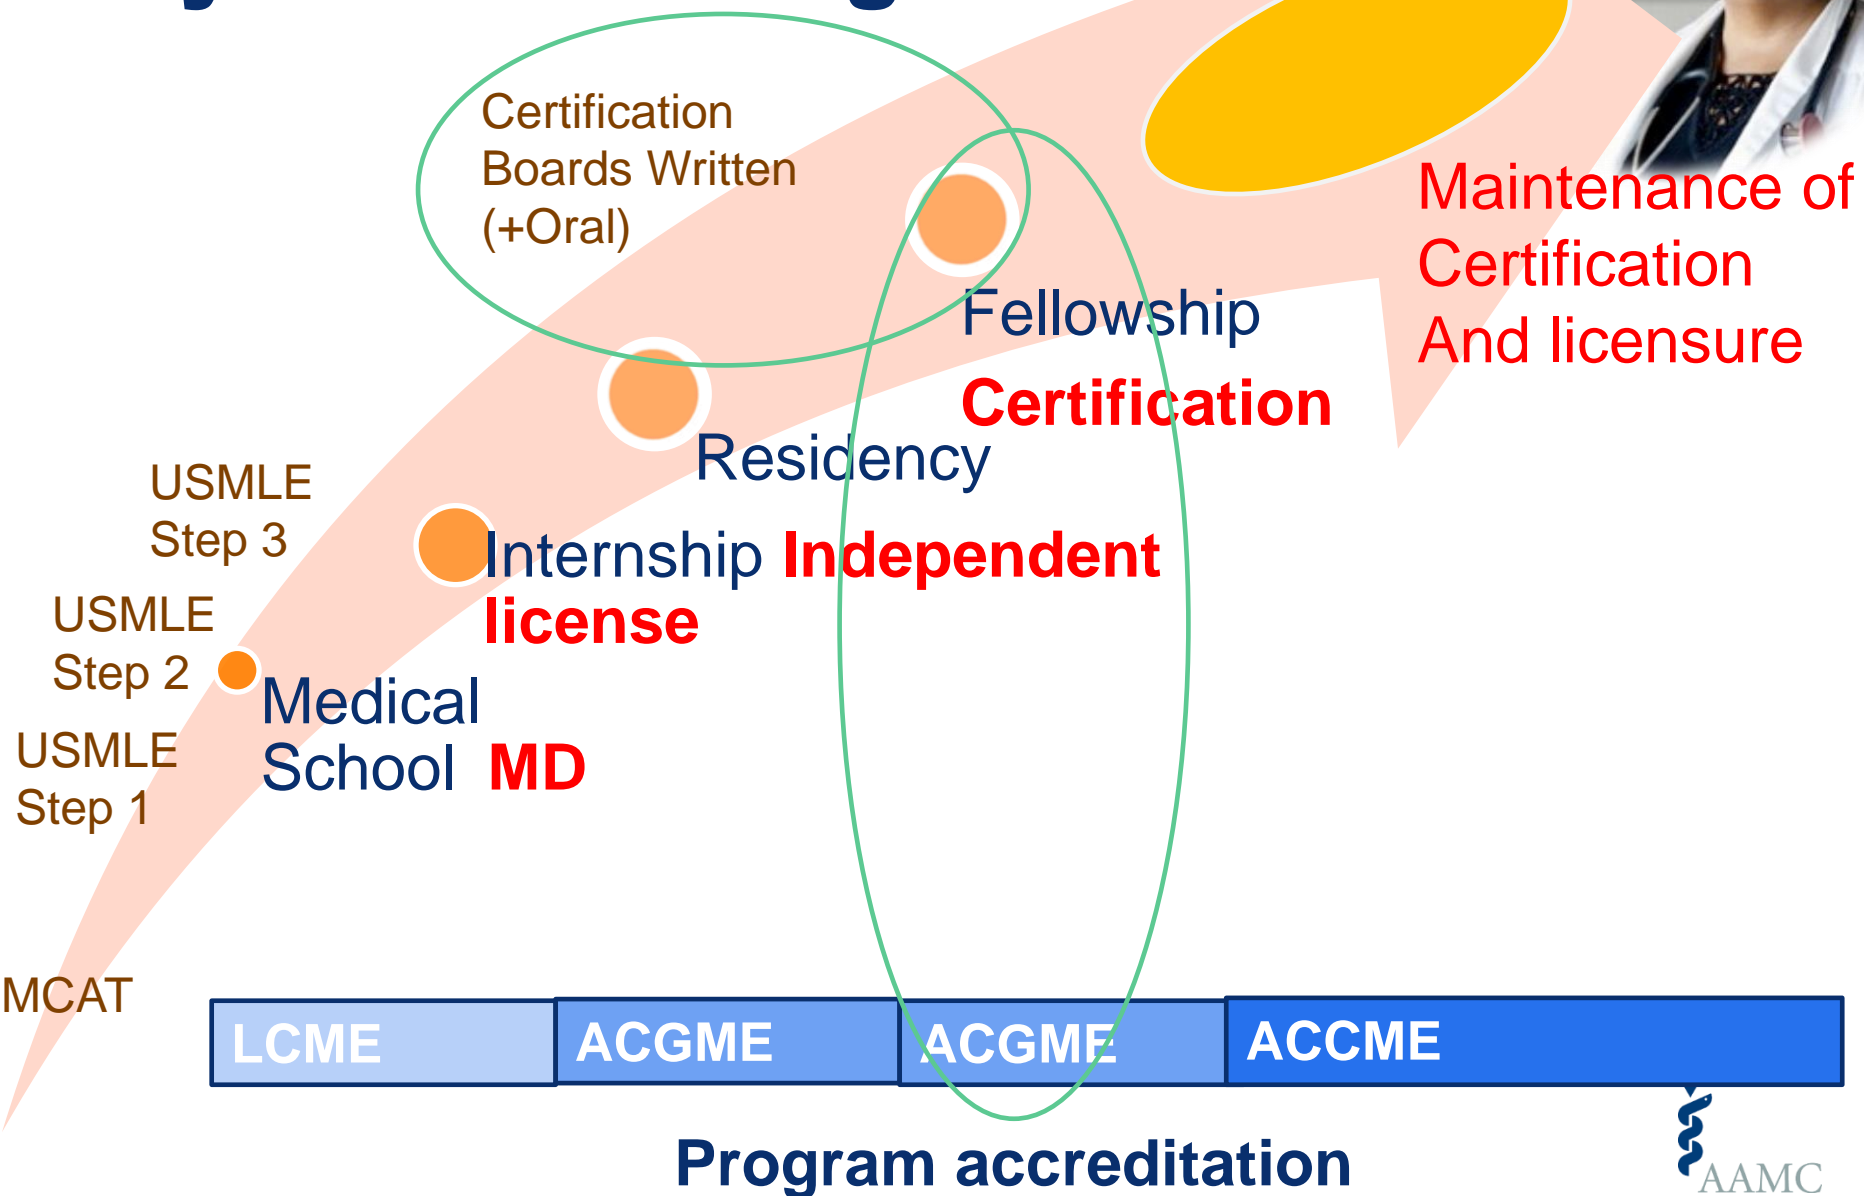 Certification
Boards Written
(+Oral)
Maintenance of
Certification
And licensure
Fellowship
Certification
Residency
USMLE
Step 3
Internship Independent
license
USMLE
Step 2
Medical
School MD
USMLE
Step 1
MCAT
LCME
ACGME
ACGME
ACCME
Program accreditation
AAMC